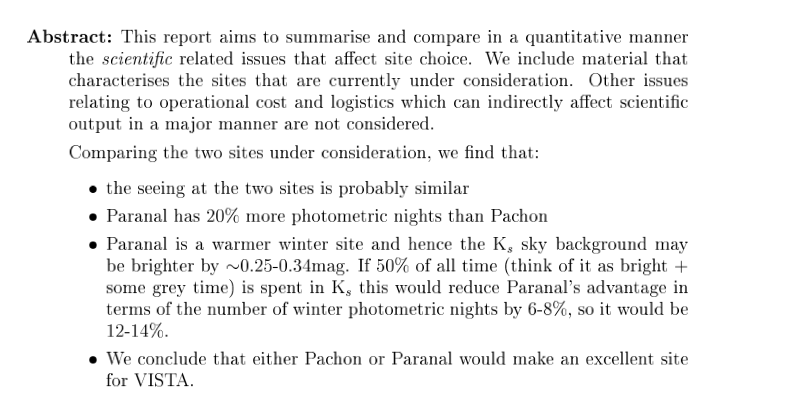 Abstract: This report aims to summarise and compare in a quantitative manner
the scientific related issues that affect site choice. We include material that
characterises the sites that are currently under consideration. Other issues
relating to operational cost and logistics which can indirectly affect scientific
output in a major manner are not considered.
Comparing the two sites under consideration, we find that:
• the seeing at the two sites is probably similar
• Paranal has 20% more photometric nights than Pachon
• Paranal is a warmer winter site and hence the Ks sky background may
be brighter by ~0.25-0.34mag. If 50% of all time (think of it as bright +
some grey time) is spent in Ks this would reduce Paranal's advantage in
terms of the number of winter photometric nights by 6-8%, so it would be
12-14%.
• We conclude that either Pachon or Paranal would make an excellent site
for VISTA.